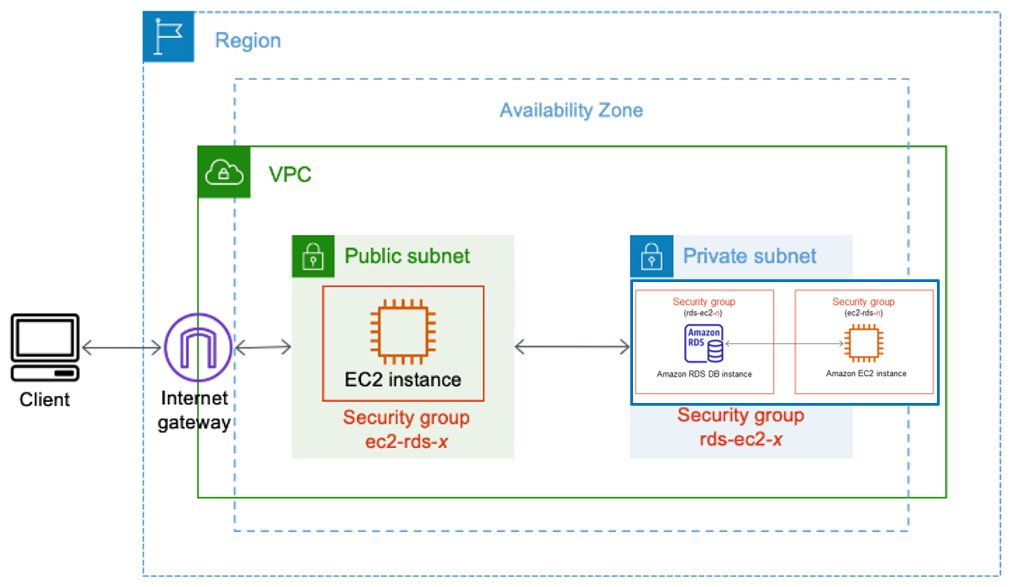 Region
Availability Zone
VPC
Public subnet
Private subnet
Security group
(rds-ec2-n)
Amazon
RDS
Amazon RDS DB instance
Security group
(ec2-rds-n)
Amazon EC2 instance
EC2 instance
Security group
ec2-rds-x
Security group
rds-ec2-x
Client
Internet
gateway